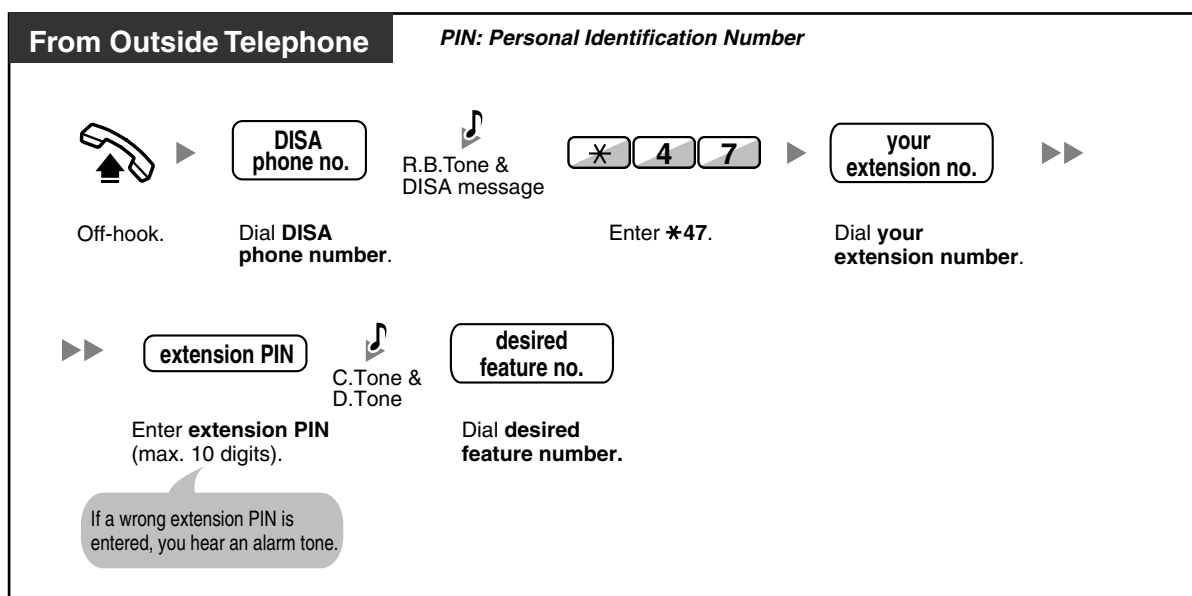 From Outside Telephone
PIN: Personal Identification Number
DISA
phone no.
R.B.Tone &
DISA message
* 4 7
your
extension no.
Off-hook.
Dial DISA
phone number.
Enter *47.
Dial your
extension number.
extension PIN
C.Tone &
D.Tone
desired
feature no.
Enter extension PIN
(max. 10 digits).
Dial desired
feature number.
If a wrong extension PIN is
entered, you hear an alarm tone.